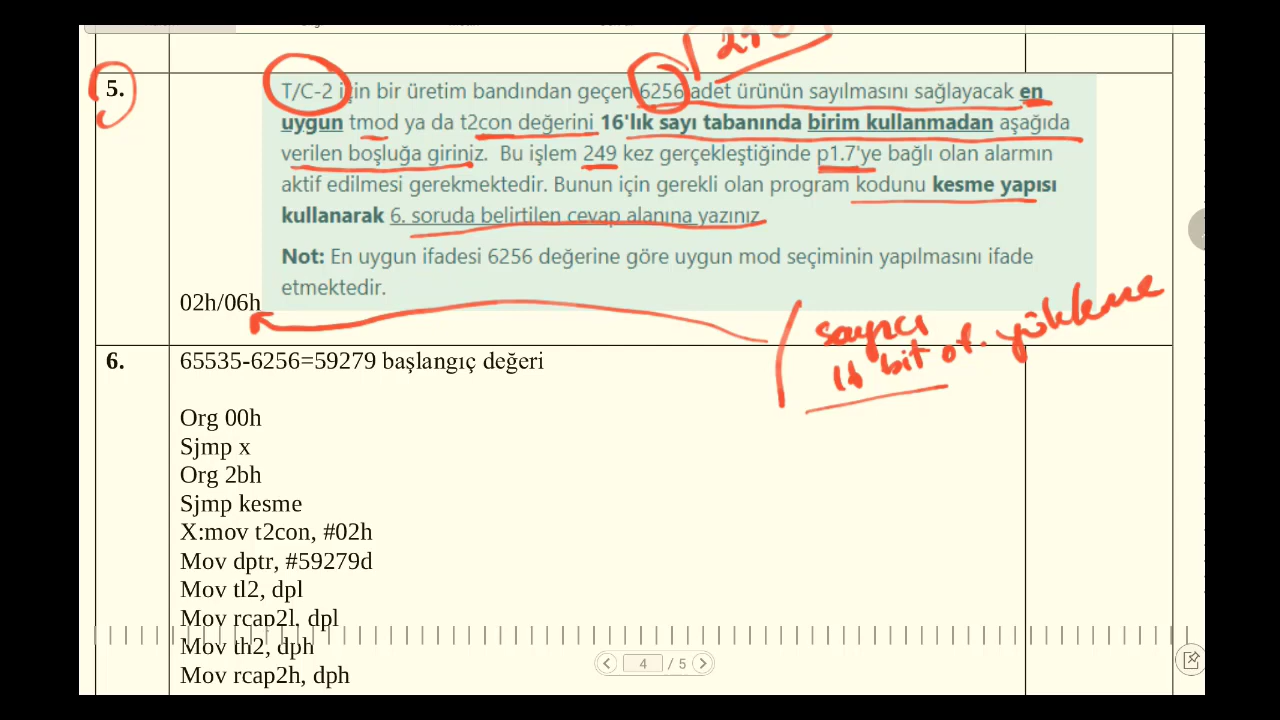 5.
T/C-2 için bir üretim bandından geçen 6256 adet ürünün sayılmasını sağlayacak en
uygun tmod ya da t2con değerini 16'lık sayı tabanında birim kullanmadan aşağıda
verilen boşluğa giriniz. Bu işlem 249 kez gerçekleştiğinde p1.7'ye bağlı olan alarmın
aktif edilmesi gerekmektedir. Bunun için gerekli olan program kodunu kesme yapısı
kullanarak 6. soruda belirtilen cevap alanına yazınız.
Not: En uygun ifadesi 6256 değerine göre uygun mod seçiminin yapılmasını ifade
etmektedir.
02h/06h
sayıcı
16 bit ot. yükleme
6.
65535-6256=59279 başlangıç değeri
Org 00h
Sjmp x
Org 2bh
Sjmp kesme
X:mov t2con, #02h
Mov dptr, #59279d
Mov tl2, dpl
Mov rcap2l, dpl
Mov th2, dph
Mov rcap2h, dph
4 / 5